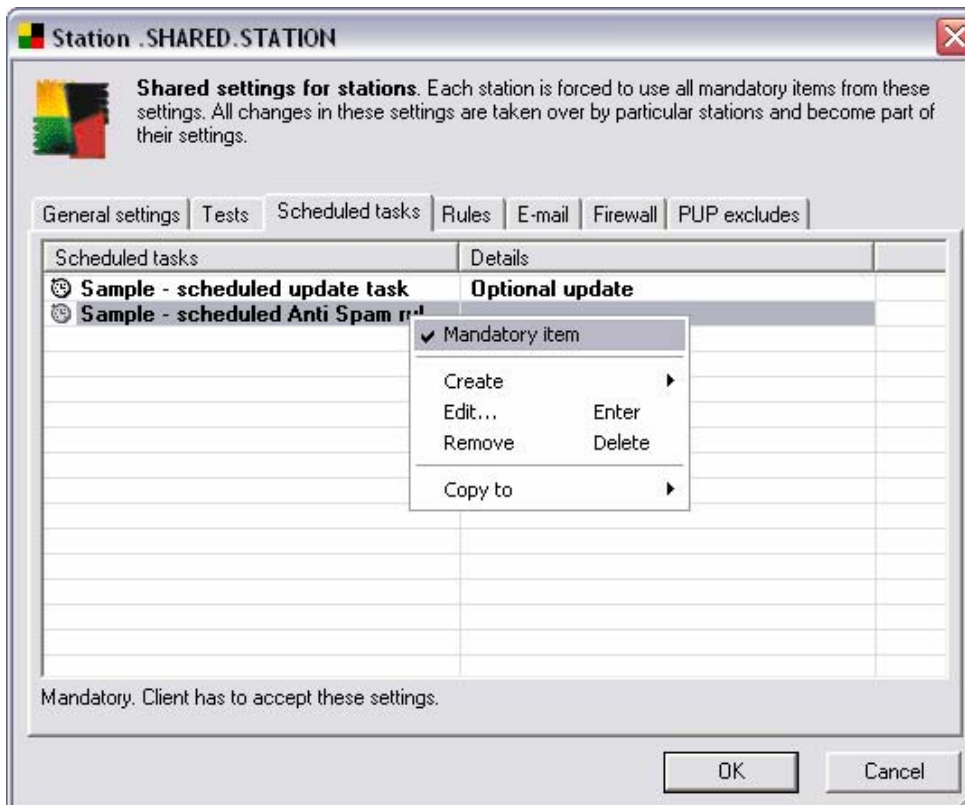 Station .SHARED.STATION
Shared settings for stations. Each station is forced to use all mandatory items from these
settings. All changes in these settings are taken over by particular stations and become part of
their settings.
General settings Tests Scheduled tasks Rules E-mail Firewall PUP excludes
Scheduled tasks Details
Sample - scheduled update task Optional update
Sample - scheduled Anti Spam
Mandatory item
Create
Edit... Enter
Remove Delete
Copy to
Mandatory. Client has to accept these settings.
OK Cancel